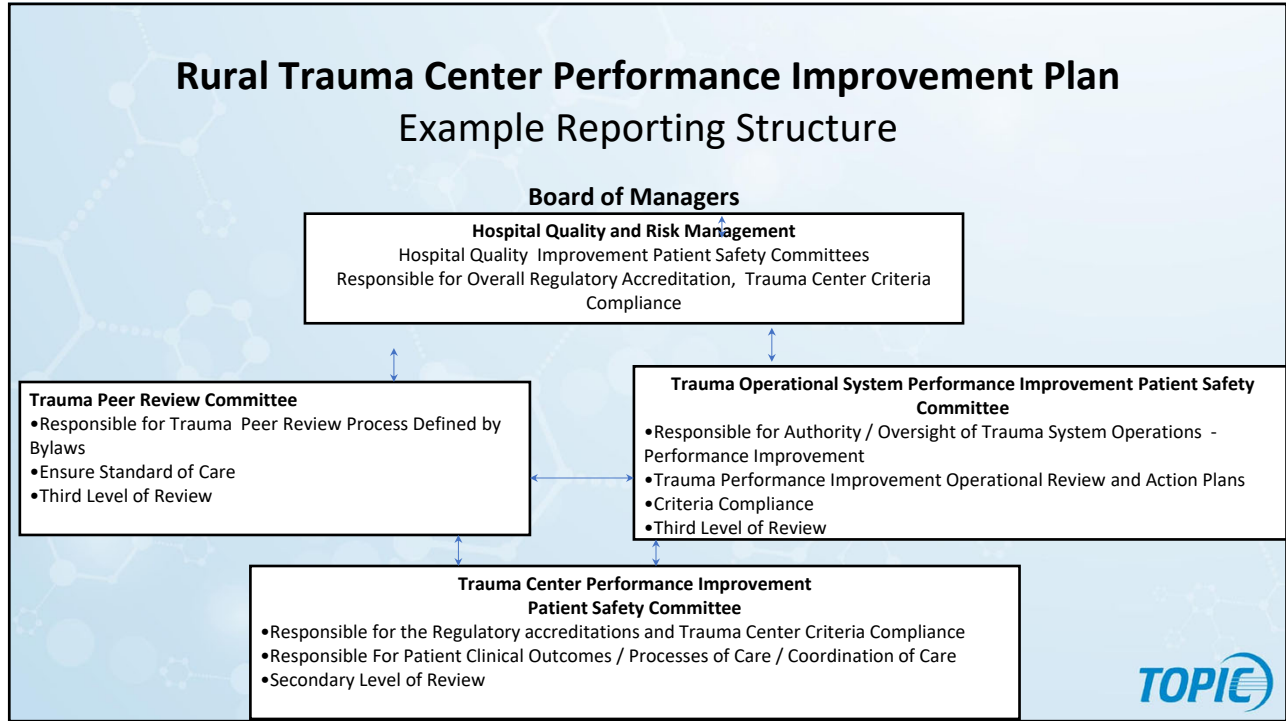 Rural Trauma Center Performance Improvement Plan
Example Reporting Structure
Board of Managers
Hospital Quality and Risk Management
Hospital Quality  Improvement Patient Safety Committees
Responsible for Overall Regulatory Accreditation,  Trauma Center Criteria
Compliance
Trauma Peer Review Committee
•Responsible for Trauma  Peer Review Process Defined by
Bylaws
•Ensure Standard of Care
•Third Level of Review
Trauma Operational System Performance Improvement Patient Safety
Committee
•Responsible for Authority / Oversight of Trauma System Operations  -
Performance Improvement
•Trauma Performance Improvement Operational Review and Action Plans
•Criteria Compliance
•Third Level of Review
Trauma Center Performance Improvement
Patient Safety Committee
•Responsible for the Regulatory accreditations and Trauma Center Criteria Compliance
•Responsible For Patient Clinical Outcomes / Processes of Care / Coordination of Care
•Secondary Level of Review
TOPIC